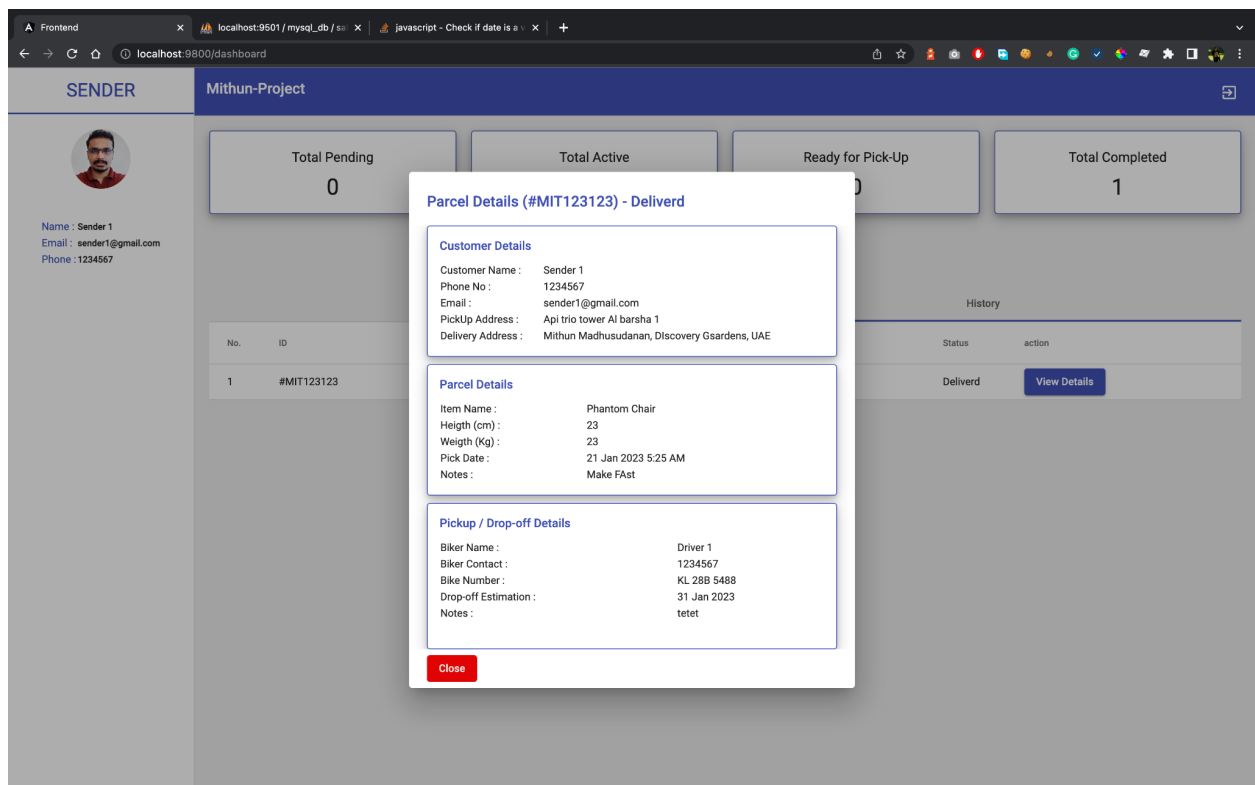 Frontend
localhost:9501 / mysql_db / sa
javascript - Check if date is a v
localhost:9800/dashboard
SENDER
Mithun-Project
Total Pending
0
Total Active
Ready for Pick-Up
Total Completed
1
Name : Sender 1
Email : sender1@gmail.com
Phone : 1234567
Parcel Details (#MIT123123) - Deliverd
Customer Details
Customer Name : Sender 1
Phone No : 1234567
Email : sender1@gmail.com
PickUp Address : Api trio tower Al barsha 1
Delivery Address : Mithun Madhusudanan, DIscovery Gsardens, UAE
Parcel Details
Item Name : Phantom Chair
Heigth (cm) : 23
Weigth (Kg) : 23
Pick Date : 21 Jan 2023 5:25 AM
Notes : Make FAst
Pickup / Drop-off Details
Biker Name : Driver 1
Biker Contact : 1234567
Bike Number : KL 28B 5488
Drop-off Estimation : 31 Jan 2023
Notes : tetet
Close
History
No. ID Status action
1 #MIT123123 Deliverd View Details